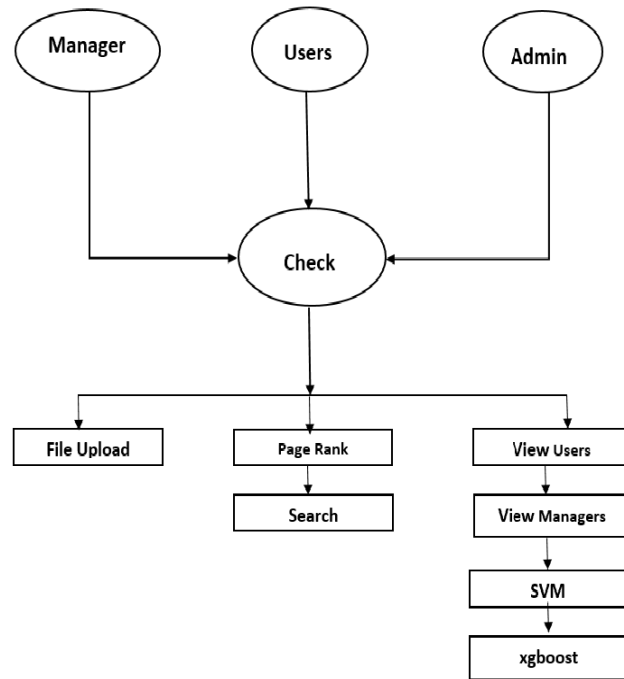 Manager
Users
Admin
Check
File Upload
Page Rank
View Users
Search
View Managers
SVM
xgboost